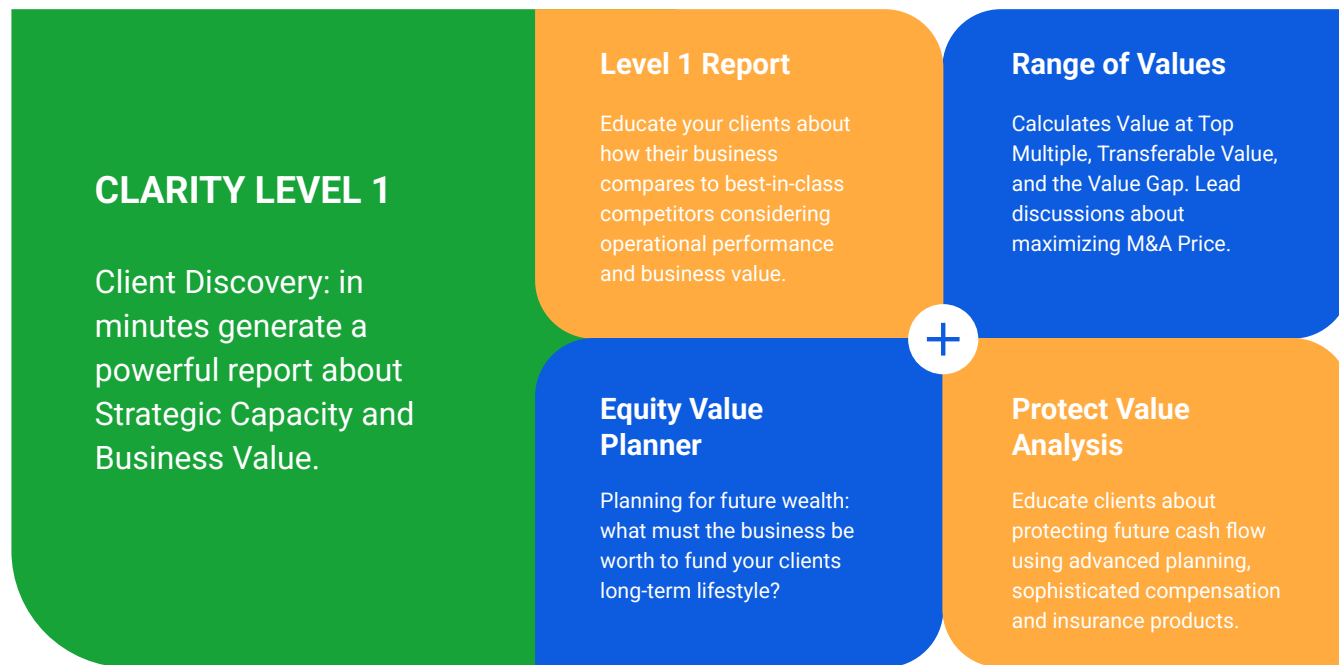 CLARITY LEVEL 1
Client Discovery: in
minutes generate a
powerful report about
Strategic Capacity and
Business Value.
Level 1 Report
Educate your clients about
how their business
compares to best-in-class
competitors considering
operational performance
and business value.
Range of Values
Calculates Value at Top
Multiple, Transferable Value,
and the Value Gap. Lead
discussions about
maximizing M&A Price.
Equity Value
Planner
Planning for future wealth:
what must the business be
worth to fund your clients
long-term lifestyle?
Protect Value
Analysis
Educate clients about
protecting future cash flow
using advanced planning,
sophisticated compensation
and insurance products.